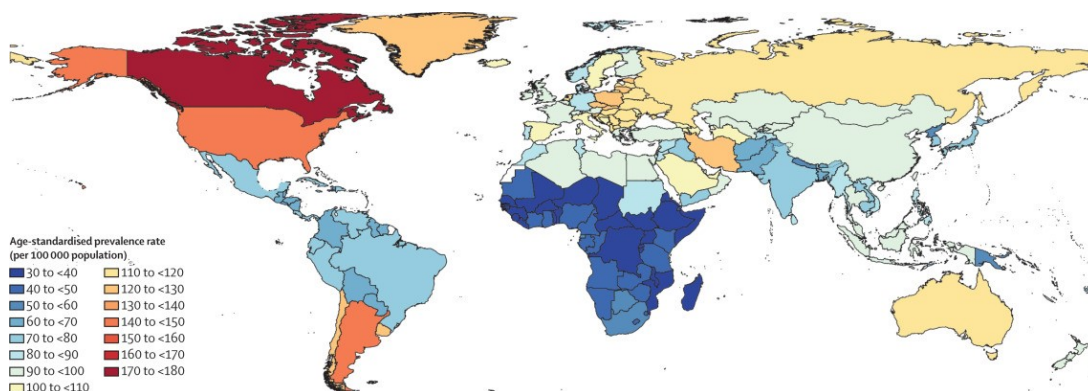 Age-standardised prevalence rate
(per 100 000 population)
30 to <40
40 to <50
50 to <60
60 to <70
70 to <80
80 to <90
90 to <100
100 to <110
110 to <120
120 to <130
130 to <140
140 to <150
150 to <160
160 to <170
170 to <180